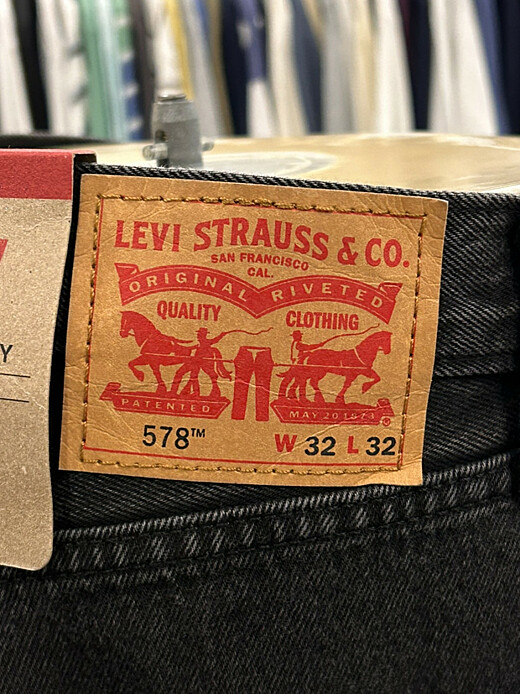 LEVI STRAUSS & CO.
SAN FRANCISCO
CAL.
ORIGINAL RIVETED
QUALITY CLOTHING
PATENTED MAY 20 1873
578™ W 32 L 32
Y